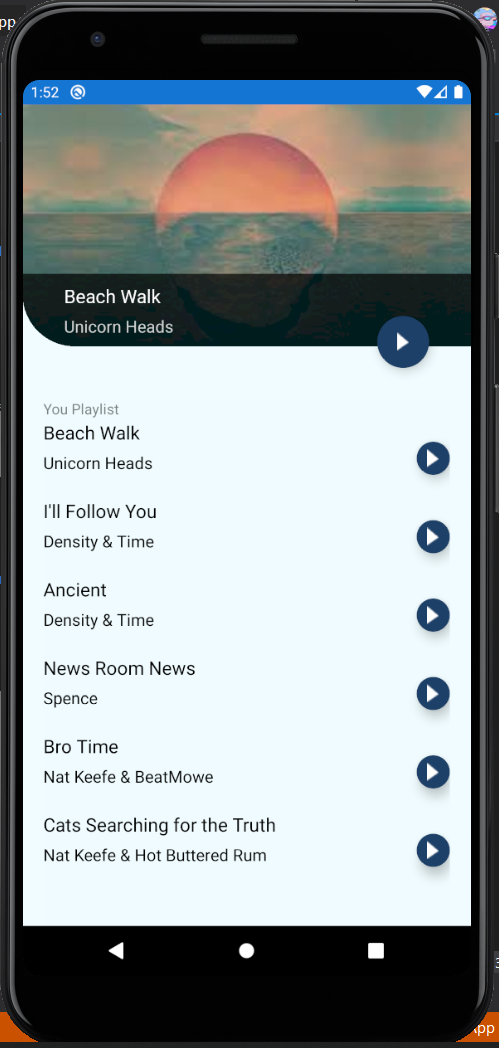 pp
1:52
Beach Walk
Unicorn Heads
You Playlist
Beach Walk
Unicorn Heads
I'll Follow You
Density & Time
Ancient
Density & Time
News Room News
Spence
Bro Time
Nat Keefe & BeatMowe
Cats Searching for the Truth
Nat Keefe & Hot Buttered Rum
App